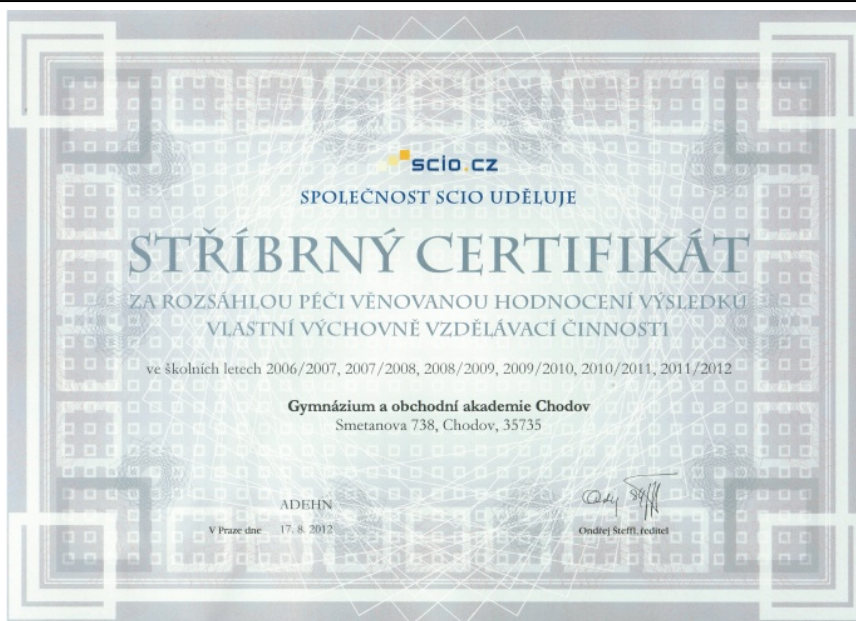 scio.cz
SPOLEČNOST SCIO UDĚLUJE
STŘÍBRNÝ CERTIFIKÁT
ZA ROZSÁHLOU PÉČI VĚNOVANOU HODNOCENÍ VÝSLEDKŮ
VLASTNÍ VÝCHOVNĚ VZDĚLÁVACÍ ČINNOSTI
ve školních letech 2006/2007, 2007/2008, 2008/2009, 2009/2010, 2010/2011, 2011/2012
Gymnázium a obchodní akademie Chodov
Smetanova 738, Chodov, 35735
ADEHN
V Praze dne 17. 8. 2012
Ondřej Šteffl, ředitel